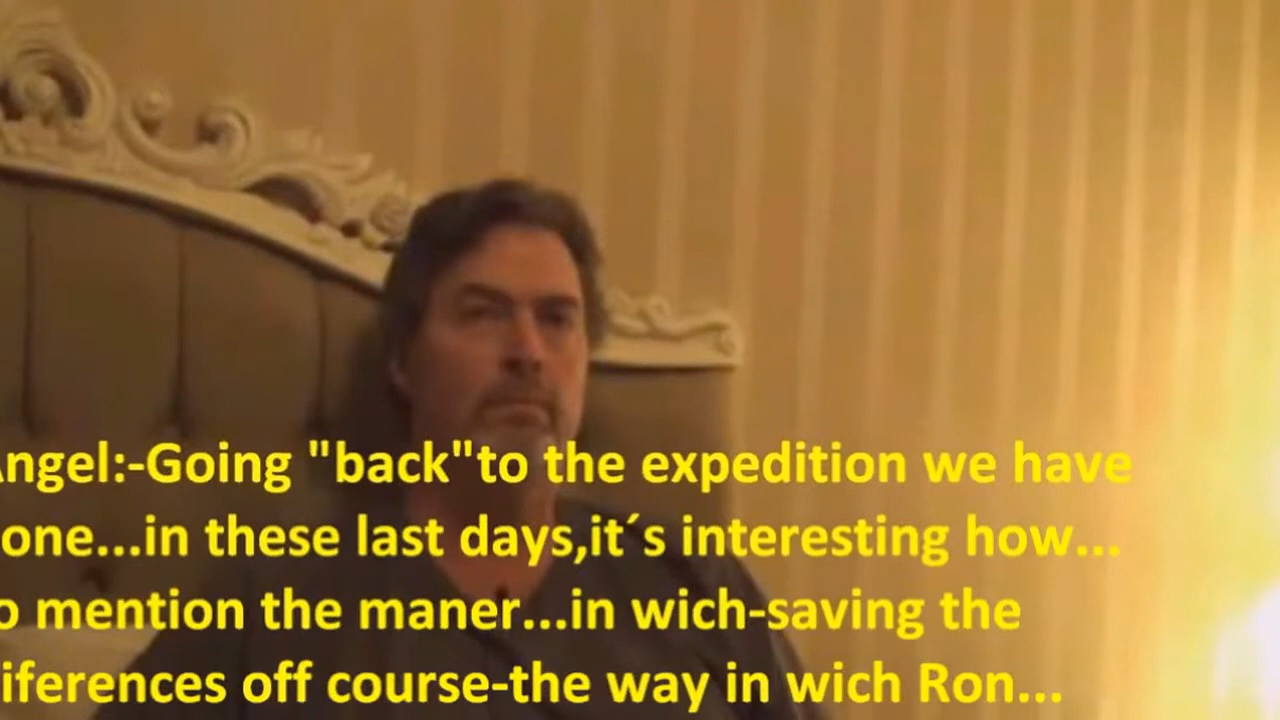 Angel:-Going "back"to the expedition we have
one...in these last days,it´s interesting how...
o mention the maner...in wich-saving the
iferences off course-the way in wich Ron...